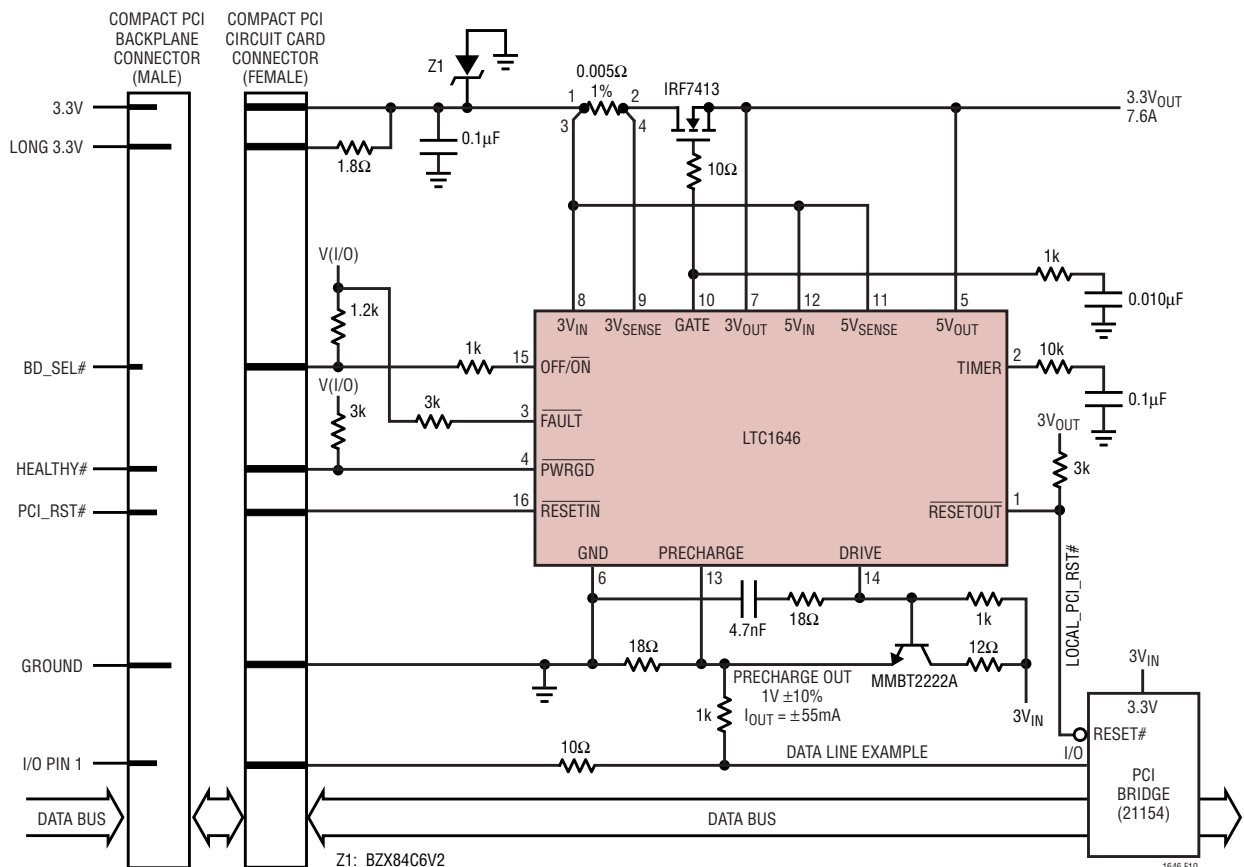 COMPACT PCI
BACKPLANE
CONNECTOR
(MALE)
COMPACT PCI
CIRCUIT CARD
CONNECTOR
(FEMALE)
Z1
0.005Ω
1%
IRF7413
1
2
3
4
3.3V
3.3VOUT
7.6A
LONG 3.3V
1.8Ω
0.1µF
10Ω
V(I/O)
1.2k
1k
0.010µF
8
9
10
7
12
11
5
3VIN
3VSENSE
GATE
3VOUT
5VIN
5VSENSE
5VOUT
BD_SEL#
1k
15
OFF/ON
TIMER
2
10k
0.1µF
V(I/O)
3k
3k
3
FAULT
LTC1646
3VOUT
3k
HEALTHY#
4
PWRGD
PCI_RST#
16
RESETIN
RESETOUT
1
GND
PRECHARGE
DRIVE
6
13
14
LOCAL_PCI_RST#
4.7nF
18Ω
1k
GROUND
18Ω
12Ω
MMBT2222A
PRECHARGE OUT
1V ±10%
IOUT = ±55mA
1k
3VIN
3VIN
3.3V
RESET#
I/O
I/O PIN 1
10Ω
DATA LINE EXAMPLE
PCI
BRIDGE
(21154)
DATA BUS
DATA BUS
Z1: BZX84C6V2
1646 F10